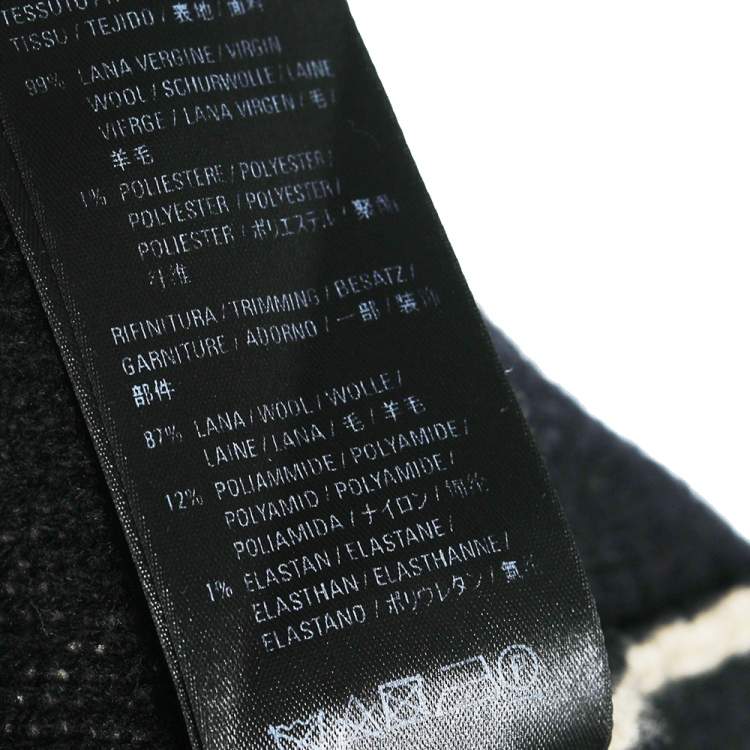 TESSUTO /
TISSU / TEJIDO / 表地 / 面料
99% LANA VERGINE / VIRGIN
WOOL / SCHURWOLLE / LAINE
VIERGE / LANA VIRGEN / 毛 /
羊毛
1% POLIESTERE / POLYESTER /
POLYESTER / POLYESTER /
POLIESTER / ポリエステル /
纤维
RIFINITURA / TRIMMING / BESATZ /
GARNITURE / ADORNO / 一部 / 装饰
部件
87% LANA / WOOL / WOLLE /
LAINE / LANA / 毛 / 羊毛
12% POLIAMMIDE / POLYAMIDE /
POLYAMID / POLYAMIDE /
POLIAMIDA / ナイロン / 锦纶
1% ELASTAN / ELASTANE /
ELASTHAN / ELASTHANNE /
ELASTANO / ポリウレタン /